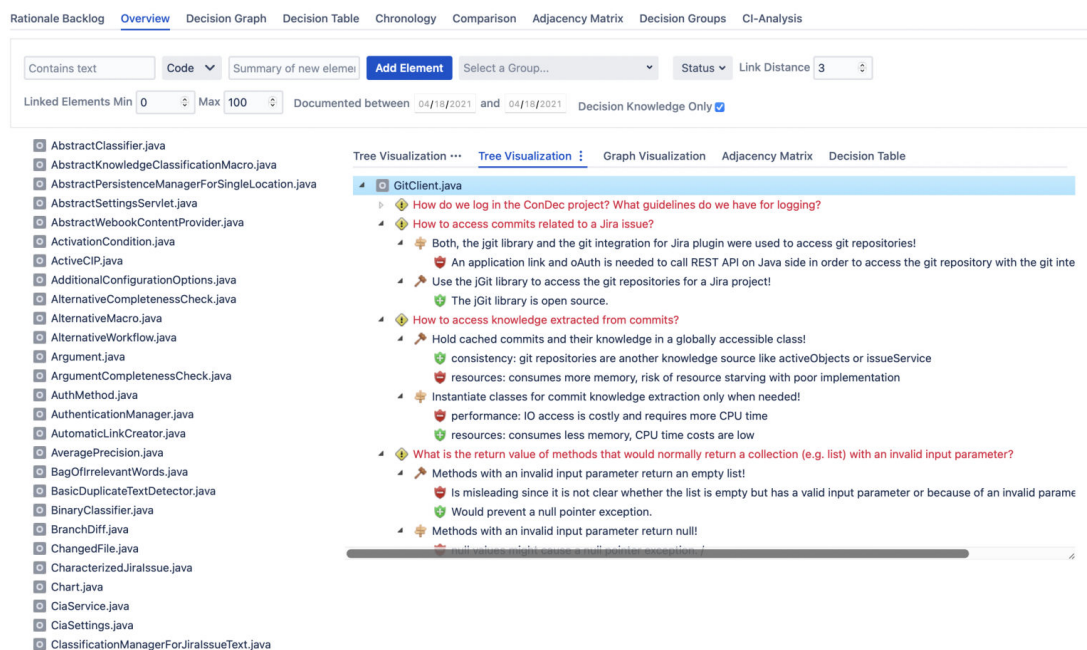 Rationale Backlog Overview Decision Graph Decision Table Chronology Comparison Adjacency Matrix Decision Groups CI-Analysis
Contains text Code Summary of new elemen Add Element Select a Group... Status Link Distance 3
Linked Elements Min 0 Max 100 Documented between 04/18/2021 and 04/18/2021 Decision Knowledge Only
AbstractClassifier.java
AbstractKnowledgeClassificationMacro.java
AbstractPersistenceManagerForSingleLocation.java
AbstractSettingsServlet.java
AbstractWebookContentProvider.java
ActivationCondition.java
ActiveCIP.java
AdditionalConfigurationOptions.java
AlternativeCompletenessCheck.java
AlternativeMacro.java
AlternativeWorkflow.java
Argument.java
ArgumentCompletenessCheck.java
AuthMethod.java
AuthenticationManager.java
AutomaticLinkCreator.java
AveragePrecision.java
BagOfIrrelevantWords.java
BasicDuplicateTextDetector.java
BinaryClassifier.java
BranchDiff.java
ChangedFile.java
CharacterizedJiraIssue.java
Chart.java
CiaService.java
CiaSettings.java
ClassificationManagerForJiraIssueText.java
Tree Visualization ••• Tree Visualization ⋮ Graph Visualization Adjacency Matrix Decision Table
GitClient.java
How do we log in the ConDec project? What guidelines do we have for logging?
How to access commits related to a Jira issue?
Both, the jgit library and the git integration for Jira plugin were used to access git repositories!
An application link and oAuth is needed to call REST API on Java side in order to access the git repository with the git inte
Use the jGit library to access the git repositories for a Jira project!
The jGit library is open source.
How to access knowledge extracted from commits?
Hold cached commits and their knowledge in a globally accessible class!
consistency: git repositories are another knowledge source like activeObjects or issueService
resources: consumes more memory, risk of resource starving with poor implementation
Instantiate classes for commit knowledge extraction only when needed!
performance: IO access is costly and requires more CPU time
resources: consumes less memory, CPU time costs are low
What is the return value of methods that would normally return a collection (e.g. list) with an invalid input parameter?
Methods with an invalid input parameter return an empty list!
Is misleading since it is not clear whether the list is empty but has a valid input parameter or because of an invalid parame
Would prevent a null pointer exception.
Methods with an invalid input parameter return null!
null values might cause a null pointer exception. /